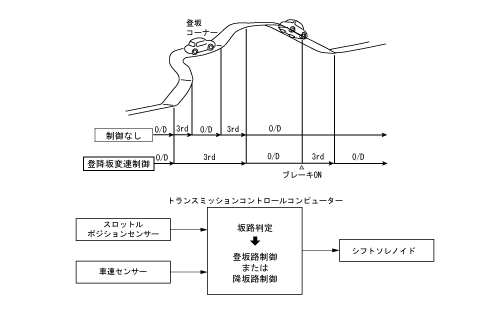 登坂
コーナー
制御なし O/D 3rd O/D 3rd O/D
登降坂変速制御 O/D 3rd O/D 3rd O/D
ブレーキON
トランスミッションコントロールコンピューター
スロットル
ポジションセンサー
車速センサー
坂路判定
登坂路制御
または
降坂路制御
シフトソレノイド